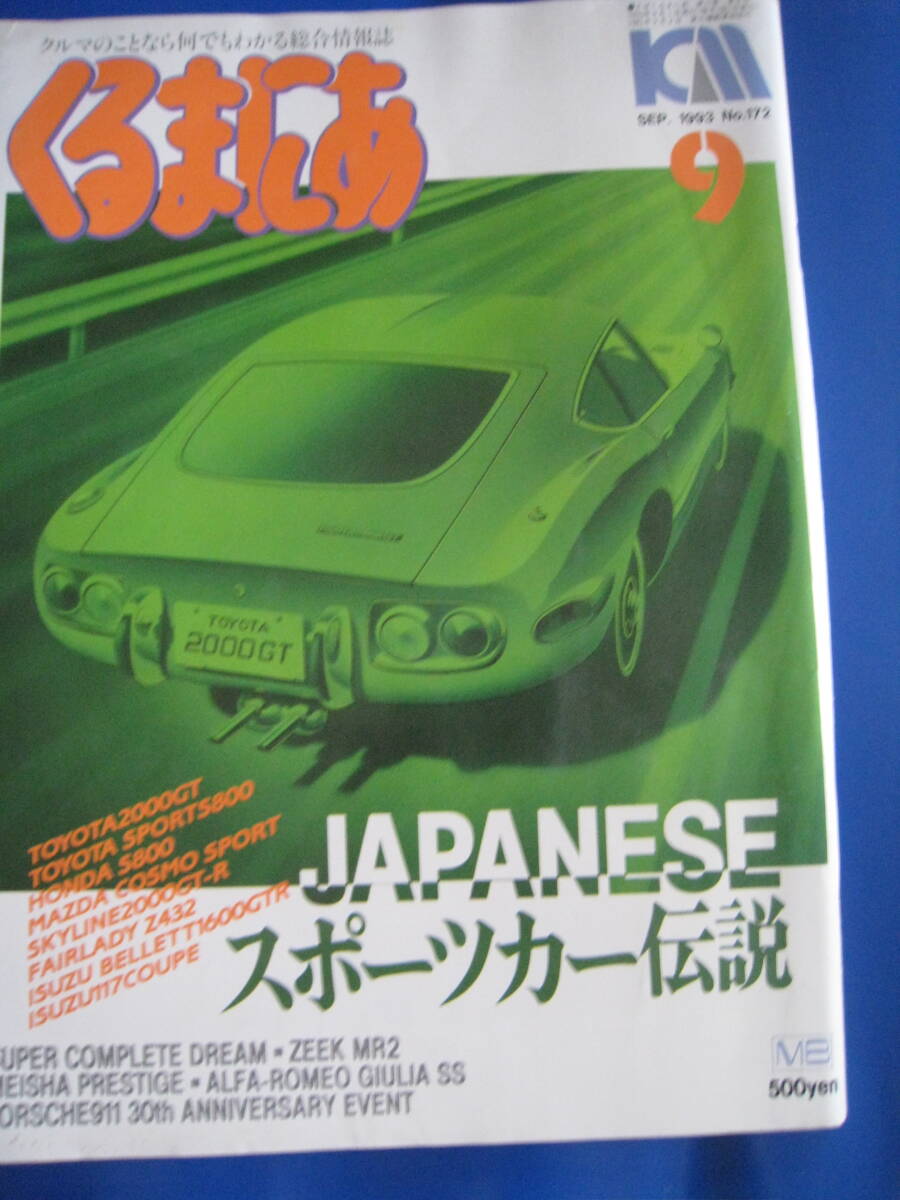 クルマのことなら何でもわかる総合情報誌
くるまにあ
KM
SEP. 1993 No.172
9
TOYOTA
2000GT
TOYOTA2000GT
TOYOTA SPORTS800
HONDA S800
MAZDA COSMO SPORT
SKYLINE2000GT-R
FAIRLADY Z432
ISUZU BELLETT1600GTR
ISUZU117COUPE
JAPANESE
スポーツカー伝説
SUPER COMPLETE DREAM▪ZEEK MR2
HEISHA PRESTIGE▪ALFA-ROMEO GIULIA SS
PORSCHE911 30th ANNIVERSARY EVENT
MB
500yen